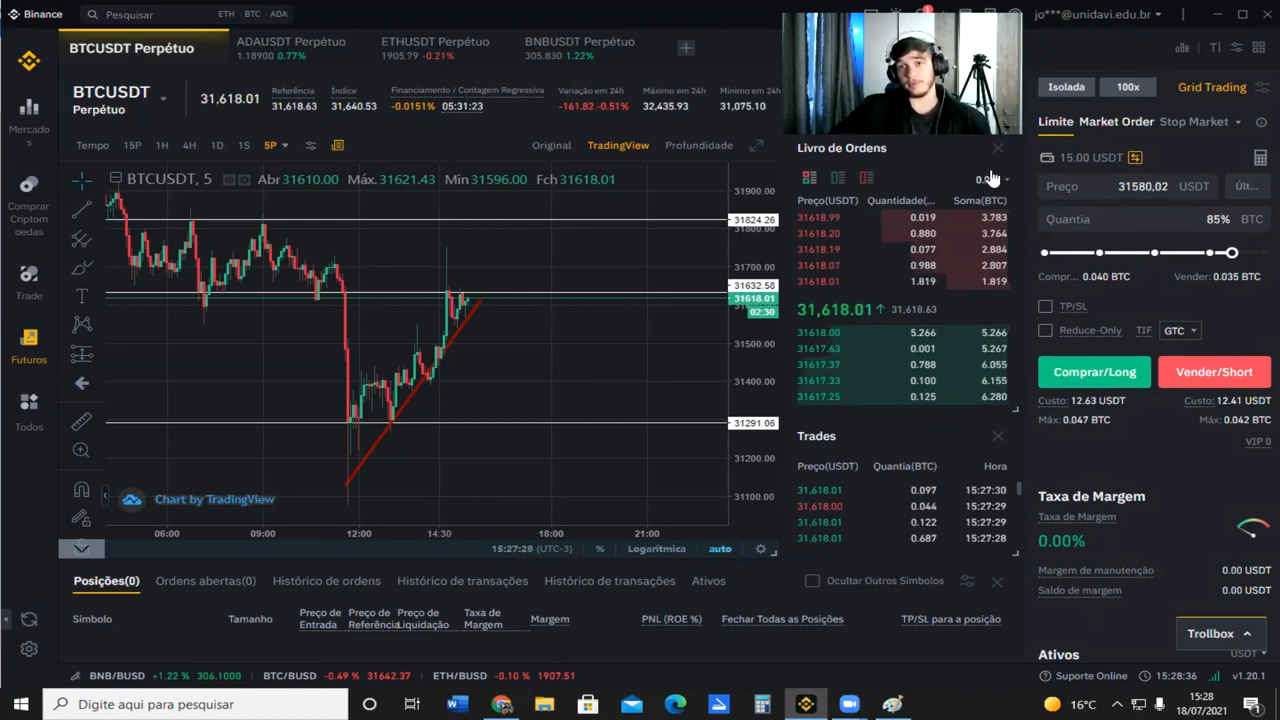 Binance
Pesquisar
ETH BTC ADA
jo***@unidavi.edu.br
BTCUSDT Perpétuo
ADAUSDT Perpétuo
1.18900 0.77%
ETHUSDT Perpétuo
1905.79 -0.21%
BNBUSDT Perpétuo
305.830 1.22%
BTCUSDT
Perpétuo
31,618.01
Referência
31,618.63
Índice
31,640.53
Financiamento / Contagem Regressiva
-0.0151% 05:31:23
Variação em 24h
-161.82 -0.51%
Máximo em 24h
32,435.93
Mínimo em 24h
31,075.10
Tempo 15P 1H 4H 1D 1S 5P
Original TradingView Profundidade
BTCUSDT, 5 Abr 31610.00 Máx. 31621.43 Min 31596.00 Fch 31618.01
31900.00
31824.26
31800.00
31700.00
31632.58
31618.01
02:30
31500.00
31400.00
31291.06
31200.00
31100.00
Chart by TradingView
06:00 09:00 12:00 14:30 18:00 21:00
15:27:28 (UTC-3) % Logarítmica auto
Mercado
s
Comprar
Criptom
oedas
Trade
Futuros
Todos
Livro de Ordens
Preço(USDT) Quantidade(... Soma(BTC)
31618.99 0.019 3.783
31618.20 0.880 3.764
31618.19 0.077 2.884
31618.07 0.988 2.807
31618.01 1.819 1.819
31,618.01 31,618.63
31618.00 5.266 5.266
31617.63 0.001 5.267
31617.37 0.788 6.055
31617.33 0.100 6.155
31617.25 0.125 6.280
Trades
Preço(USDT) Quantia(BTC) Hora
31,618.01 0.097 15:27:30
31,618.00 0.044 15:27:29
31,618.01 0.122 15:27:29
31,618.01 0.687 15:27:28
Isolada 100x Grid Trading
Limite Market Order Stop Market
15.00 USDT
Preço 31580,02 USDT Últ...
Quantia 85% BTC
Compr... 0.040 BTC Vender: 0.035 BTC
TP/SL
Reduce-Only TIF GTC
Comprar/Long Vender/Short
Custo: 12.63 USDT Custo: 12.41 USDT
Máx: 0.047 BTC Máx: 0.042 BTC
VIP 0
Taxa de Margem
Taxa de Margem
0.00%
Margem de manutenção 0.00 USDT
Saldo de margem 0.00 USDT
Trollbox
Ativos USDT
Posições(0) Ordens abertas(0) Histórico de ordens Histórico de transações Histórico de transações Ativos
Ocultar Outros Símbolos
Símbolo Tamanho Preço de Entrada Preço de Referência Preço de Liquidação Taxa de Margem Margem PNL (ROE %) Fechar Todas as Posições TP/SL para a posição
BNB/BUSD +1.22 % 306.1000 BTC/BUSD -0.49 % 31642.37 ETH/BUSD -0.10 % 1907.51
Suporte Online 15:28:36 v1.20.1
Digite aqui para pesquisar
16°C
15:28
18/07/2021